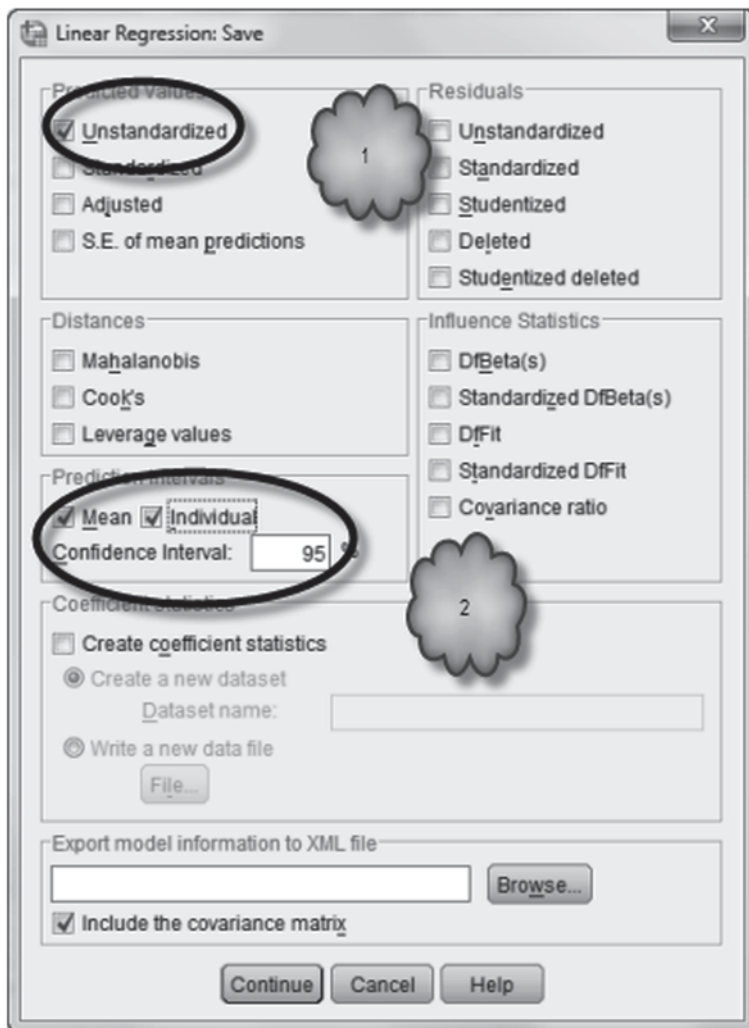 Linear Regression: Save
X
Predicted Values
Unstandardized
Standardized
Adjusted
S.E. of mean predictions
1
Residuals
Unstandardized
Standardized
Studentized
Deleted
Studentized deleted
Distances
Mahalanobis
Cook's
Leverage values
Influence Statistics
DfBeta(s)
Standardized DfBeta(s)
DfFit
Standardized DfFit
Covariance ratio
Prediction Intervals
Mean Individual
Confidence Interval: 95 %
2
Coefficient statistics
Create coefficient statistics
Create a new dataset
Dataset name:
Write a new data file
File...
Export model information to XML file
Browse...
Include the covariance matrix
Continue Cancel Help